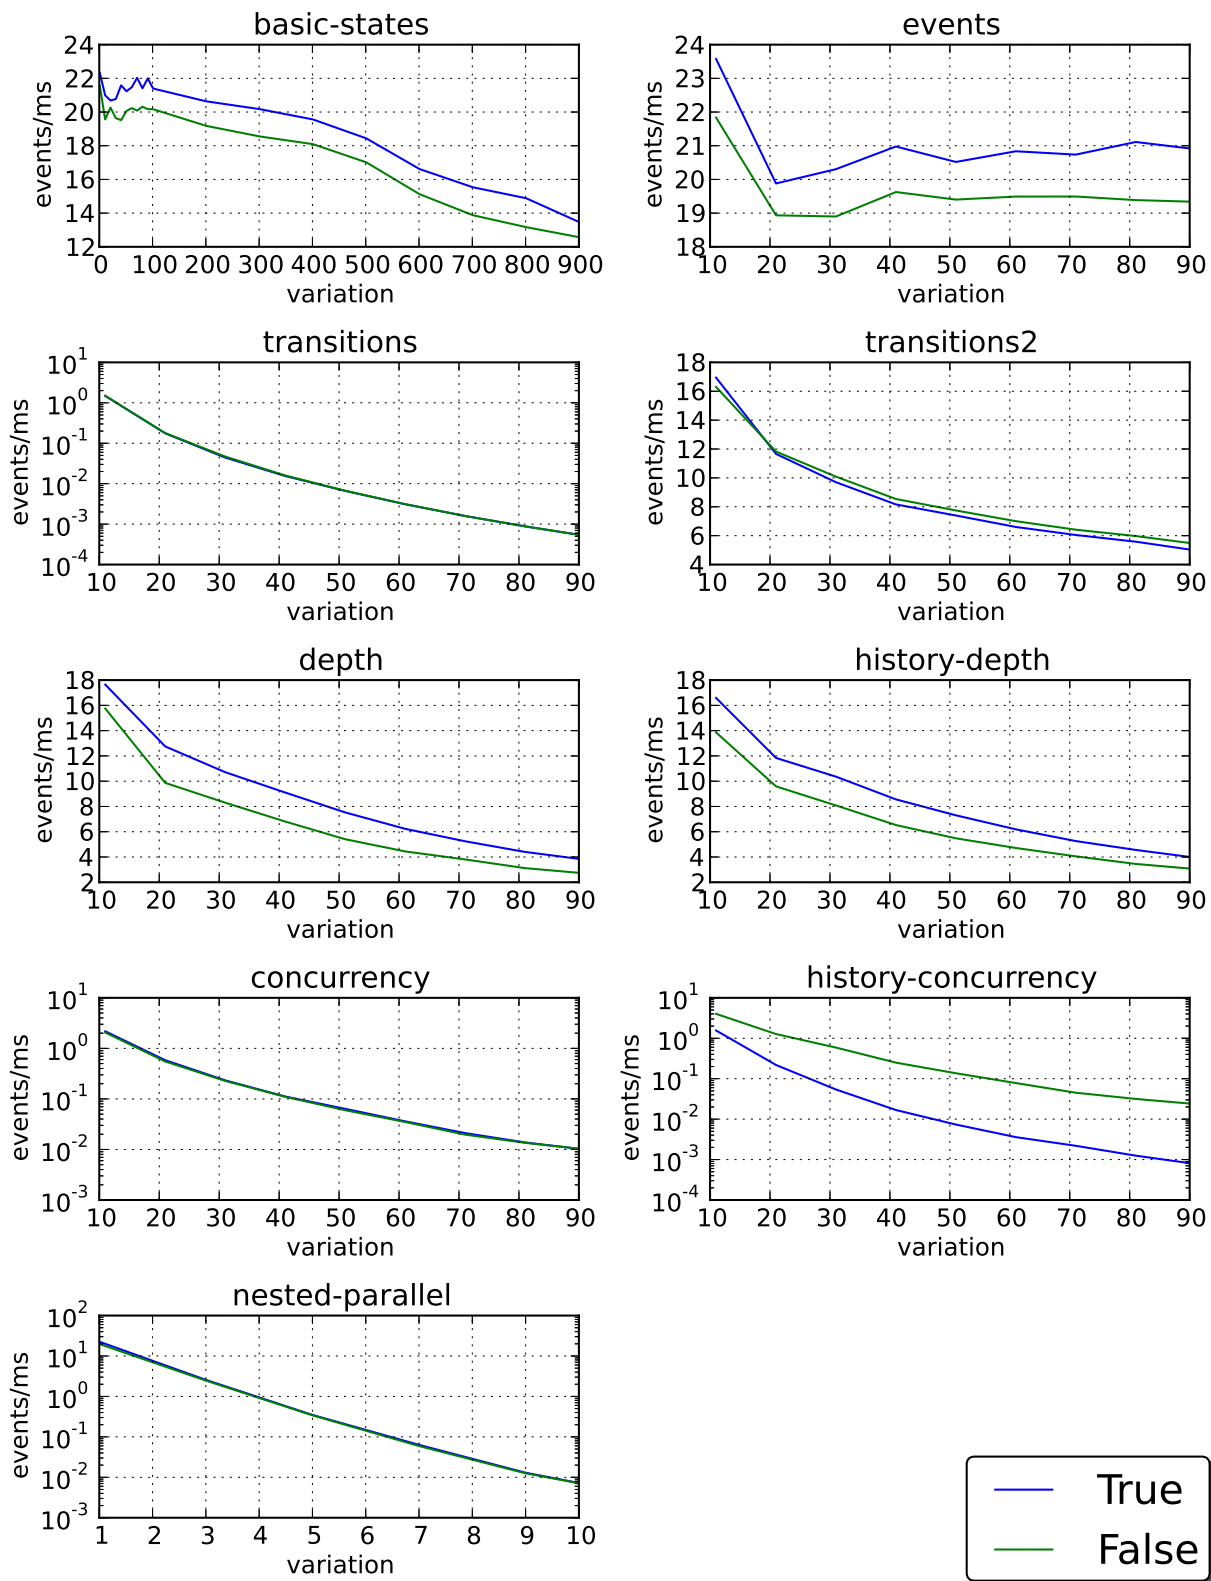 basic-states
events/ms
24
22
20
18
16
14
12
0 100 200 300 400 500 600 700 800 900
variation
events
events/ms
24
23
22
21
20
19
18
10 20 30 40 50 60 70 80 90
variation
transitions
events/ms
10^1
10^0
10^-1
10^-2
10^-3
10^-4
10 20 30 40 50 60 70 80 90
variation
transitions2
events/ms
18
16
14
12
10
8
6
4
10 20 30 40 50 60 70 80 90
variation
depth
events/ms
18
16
14
12
10
8
6
4
2
10 20 30 40 50 60 70 80 90
variation
history-depth
events/ms
18
16
14
12
10
8
6
4
2
10 20 30 40 50 60 70 80 90
variation
concurrency
events/ms
10^1
10^0
10^-1
10^-2
10^-3
10 20 30 40 50 60 70 80 90
variation
history-concurrency
events/ms
10^1
10^0
10^-1
10^-2
10^-3
10^-4
10 20 30 40 50 60 70 80 90
variation
nested-parallel
events/ms
10^2
10^1
10^0
10^-1
10^-2
10^-3
1 2 3 4 5 6 7 8 9 10
variation
True
False